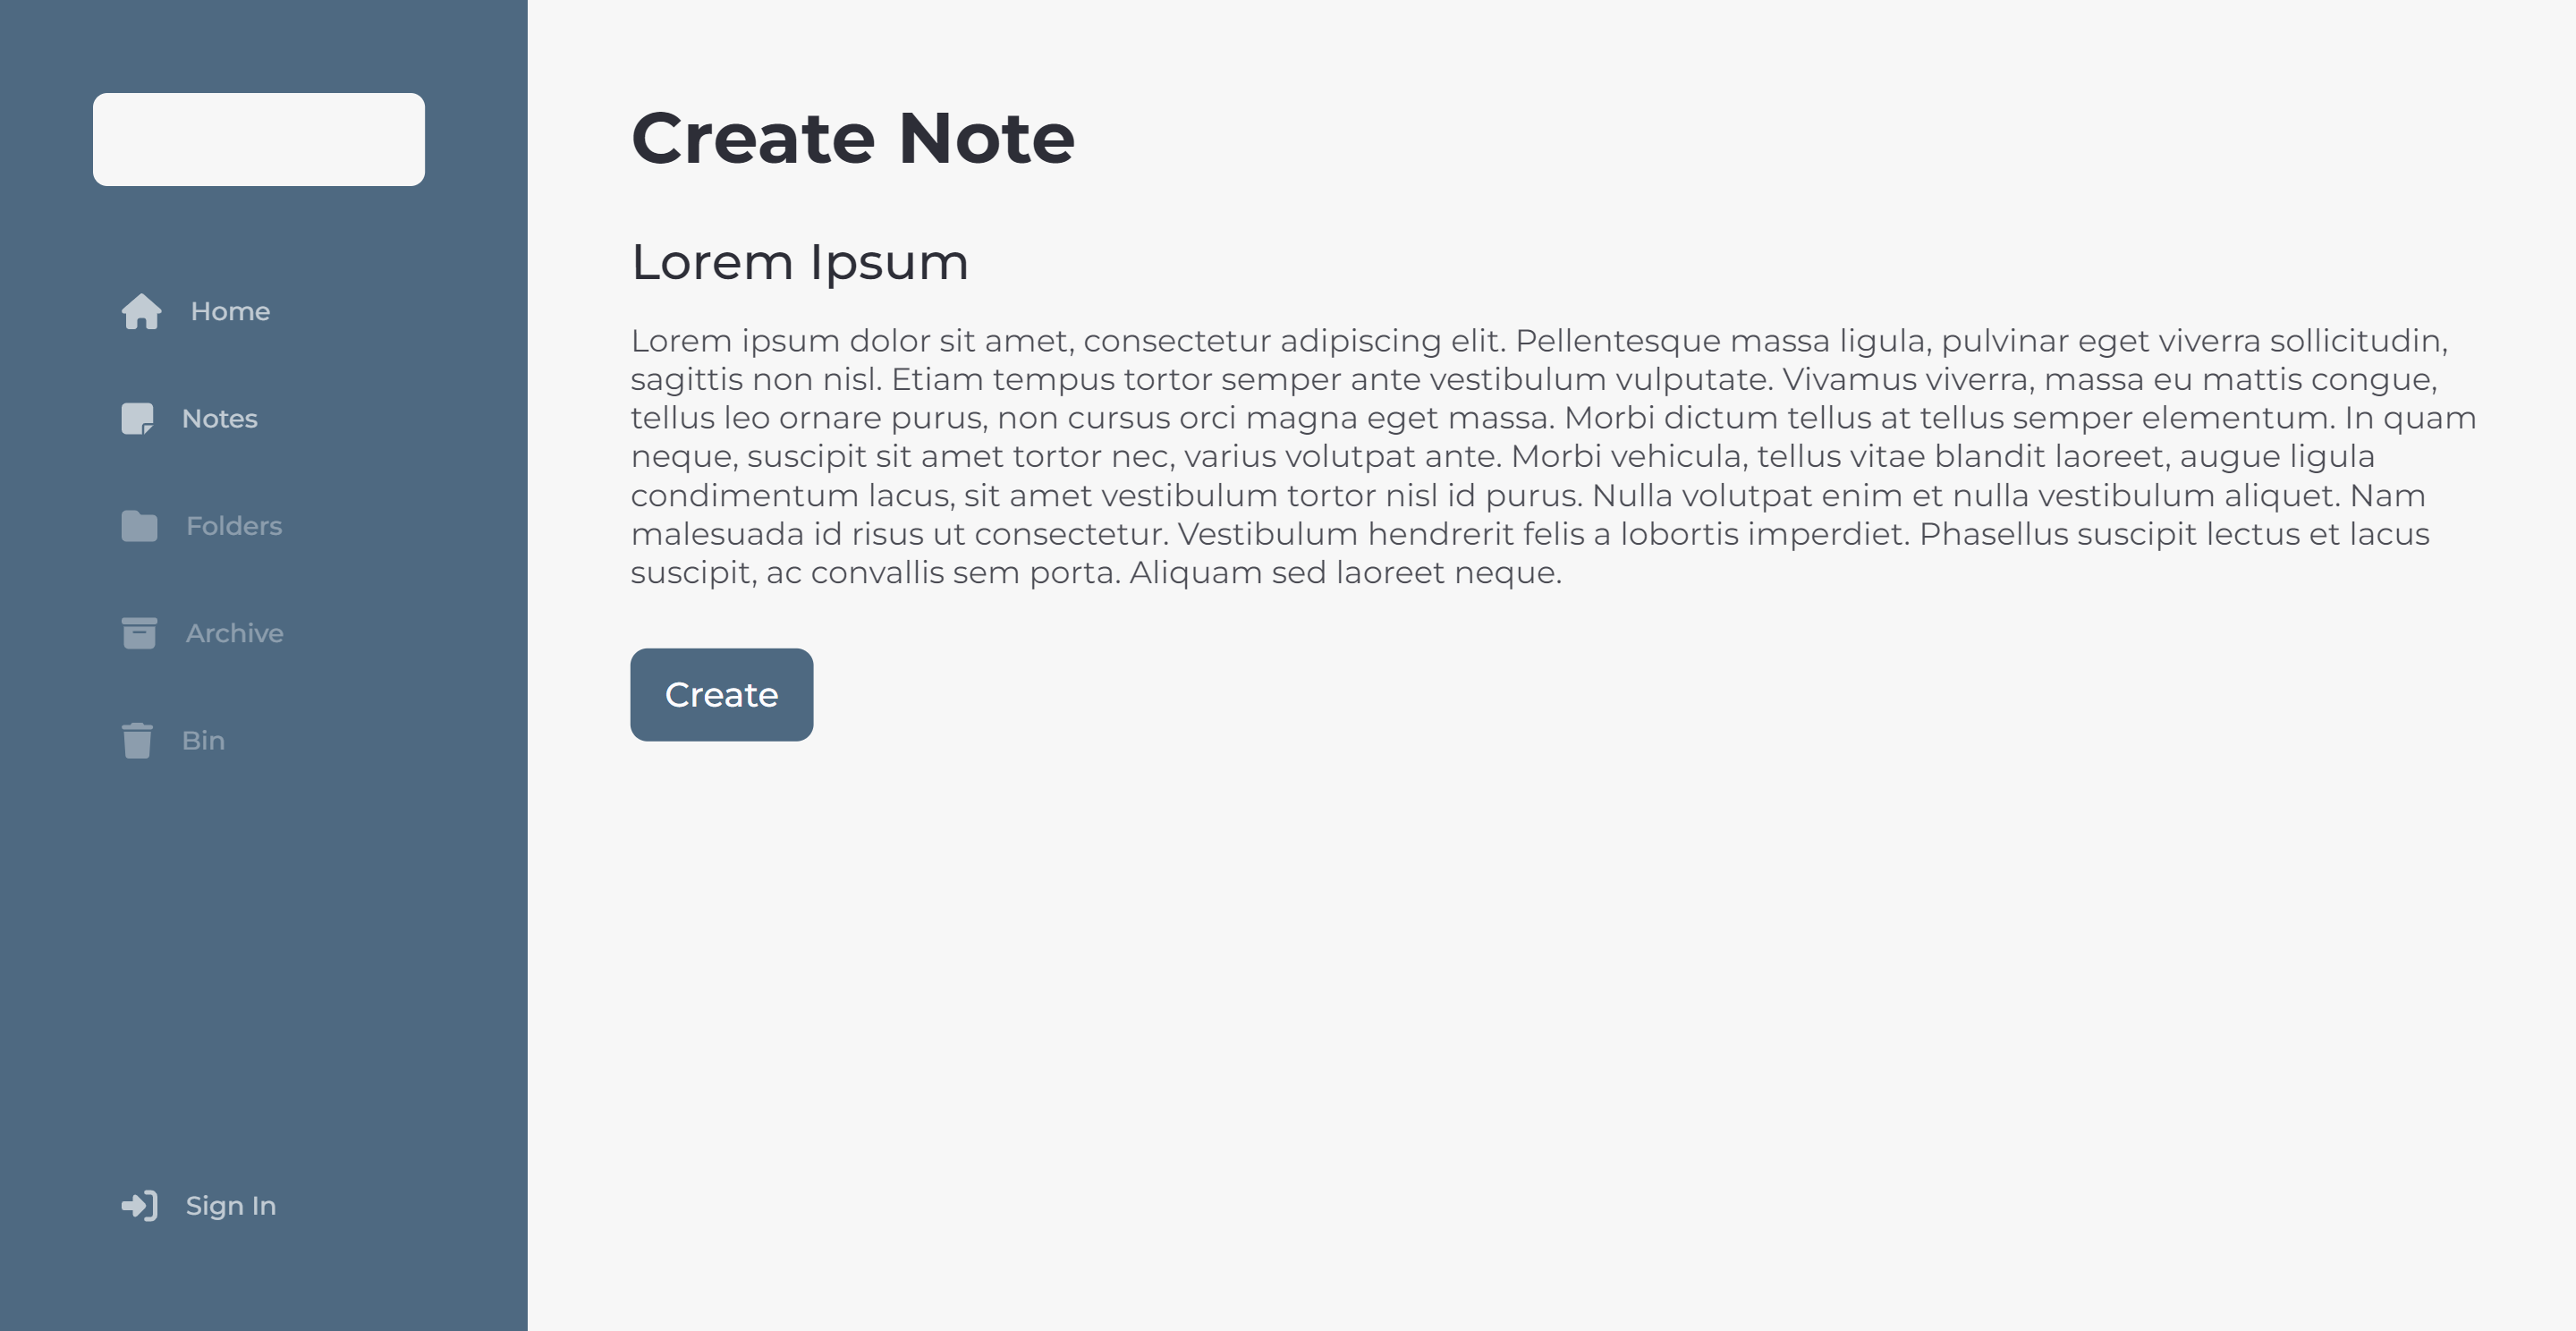 Home
Notes
Folders
Archive
Bin
Sign In
Create Note
Lorem Ipsum
Lorem ipsum dolor sit amet, consectetur adipiscing elit. Pellentesque massa ligula, pulvinar eget viverra sollicitudin,
sagittis non nisl. Etiam tempus tortor semper ante vestibulum vulputate. Vivamus viverra, massa eu mattis congue,
tellus leo ornare purus, non cursus orci magna eget massa. Morbi dictum tellus at tellus semper elementum. In quam
neque, suscipit sit amet tortor nec, varius volutpat ante. Morbi vehicula, tellus vitae blandit laoreet, augue ligula
condimentum lacus, sit amet vestibulum tortor nisl id purus. Nulla volutpat enim et nulla vestibulum aliquet. Nam
malesuada id risus ut consectetur. Vestibulum hendrerit felis a lobortis imperdiet. Phasellus suscipit lectus et lacus
suscipit, ac convallis sem porta. Aliquam sed laoreet neque.
Create